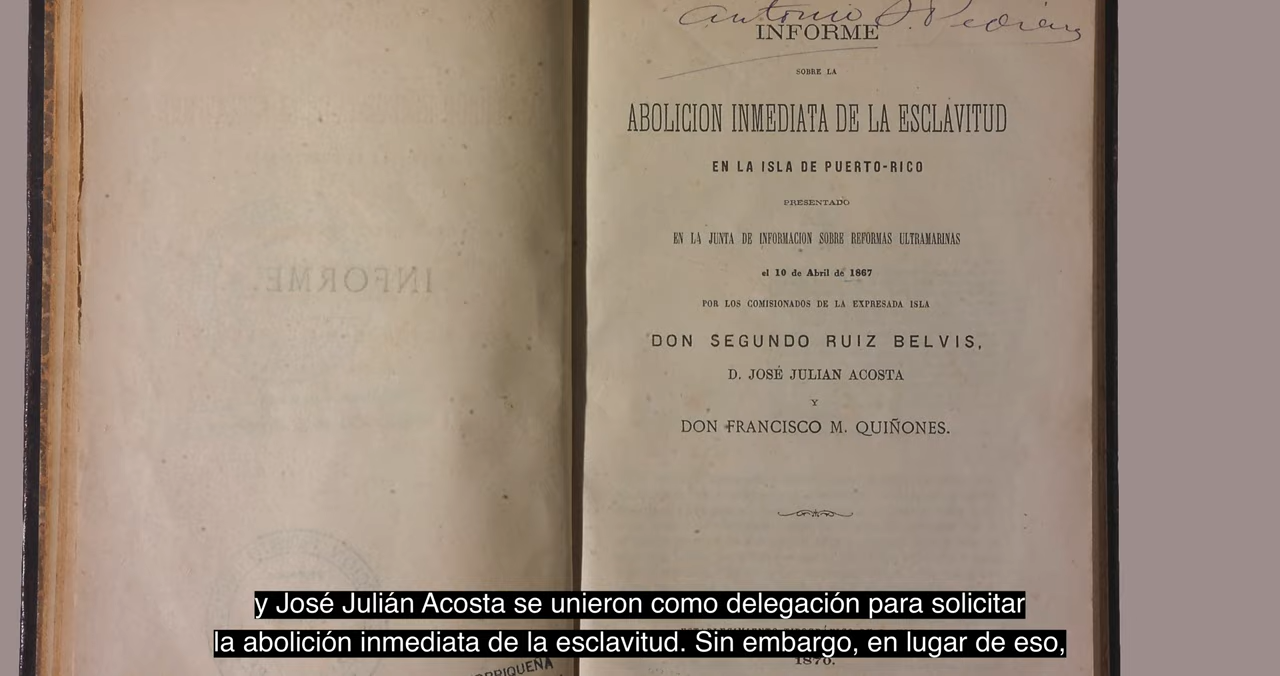 INFORME.
Antonio S.
INFORME
SOBRE LA
ABOLICION INMEDIATA DE LA ESCLAVITUD
EN LA ISLA DE PUERTO-RICO
PRESENTADO
EN LA JUNTA DE INFORMACION SOBRE REFORMAS ULTRAMARINAS
el 10 de Abril de 1867
POR LOS COMISIONADOS DE LA EXPRESADA ISLA
DON SEGUNDO RUIZ BELVIS,
D. JOSÉ JULIAN ACOSTA
Y
DON FRANCISCO M. QUIÑONES.
1870.
y José Julián Acosta se unieron como delegación para solicitar
la abolición inmediata de la esclavitud. Sin embargo, en lugar de eso,